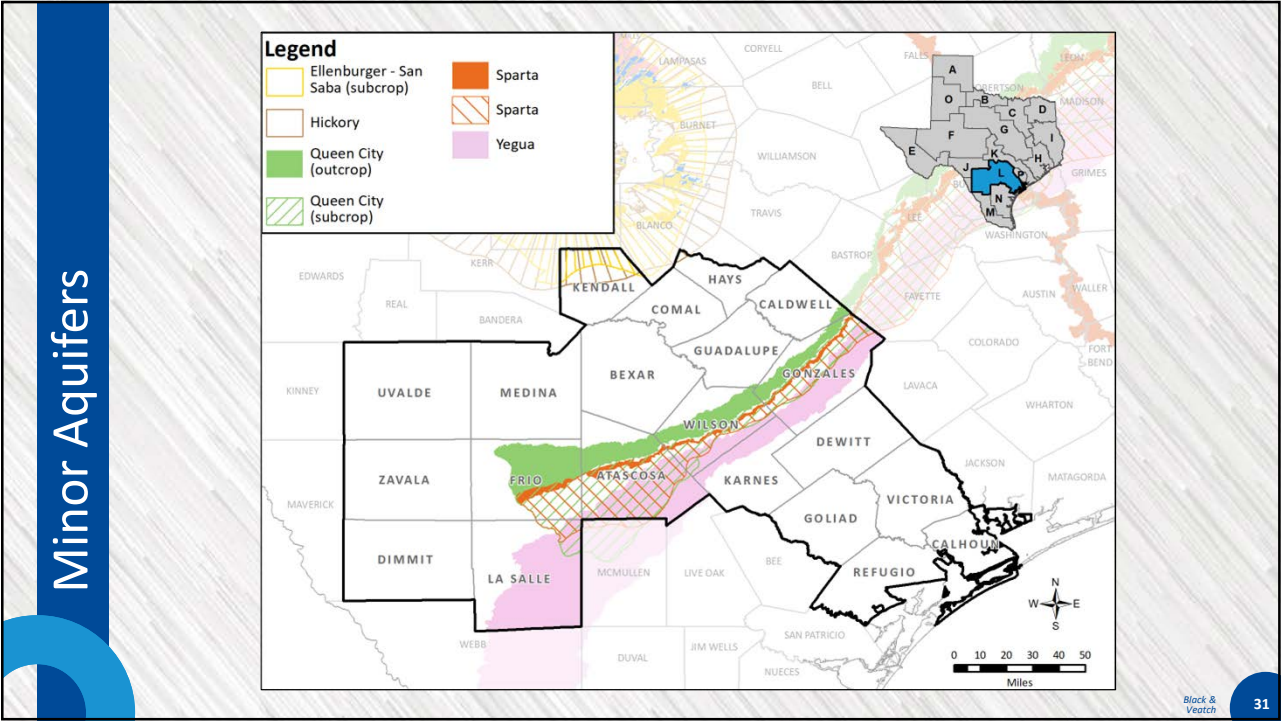 Minor Aquifers
Legend
Ellenburger - San
Saba (subcrop)
Hickory
Queen City
(outcrop)
Queen City
(subcrop)
Sparta
Sparta
Yegua
CORYELL
FALLS
LEON
LAMPASAS
BELL
ROBERTSON
MADISON
BURNET
WILLIAMSON
GRIMES
BLANCO
TRAVIS
LEE
WASHINGTON
BASTROP
EDWARDS
KERR
REAL
BANDERA
FAYETTE
AUSTIN
WALLER
COLORADO
FORT
BEND
KINNEY
LAVACA
WHARTON
JACKSON
MATAGORDA
MAVERICK
MCMULLEN
LIVE OAK
BEE
WEBB
DUVAL
JIM WELLS
SAN PATRICIO
NUECES
KENDALL
HAYS
COMAL
CALDWELL
GUADALUPE
BEXAR
GONZALES
UVALDE
MEDINA
WILSON
DEWITT
ZAVALA
FRIO
ATASCOSA
KARNES
VICTORIA
GOLIAD
CALHOUN
DIMMIT
LA SALLE
REFUGIO
A
O
B
C
D
F
G
I
E
K
H
J
L
P
N
M
N
W E
S
0 10 20 30 40 50
Miles
Black &
Veatch
31